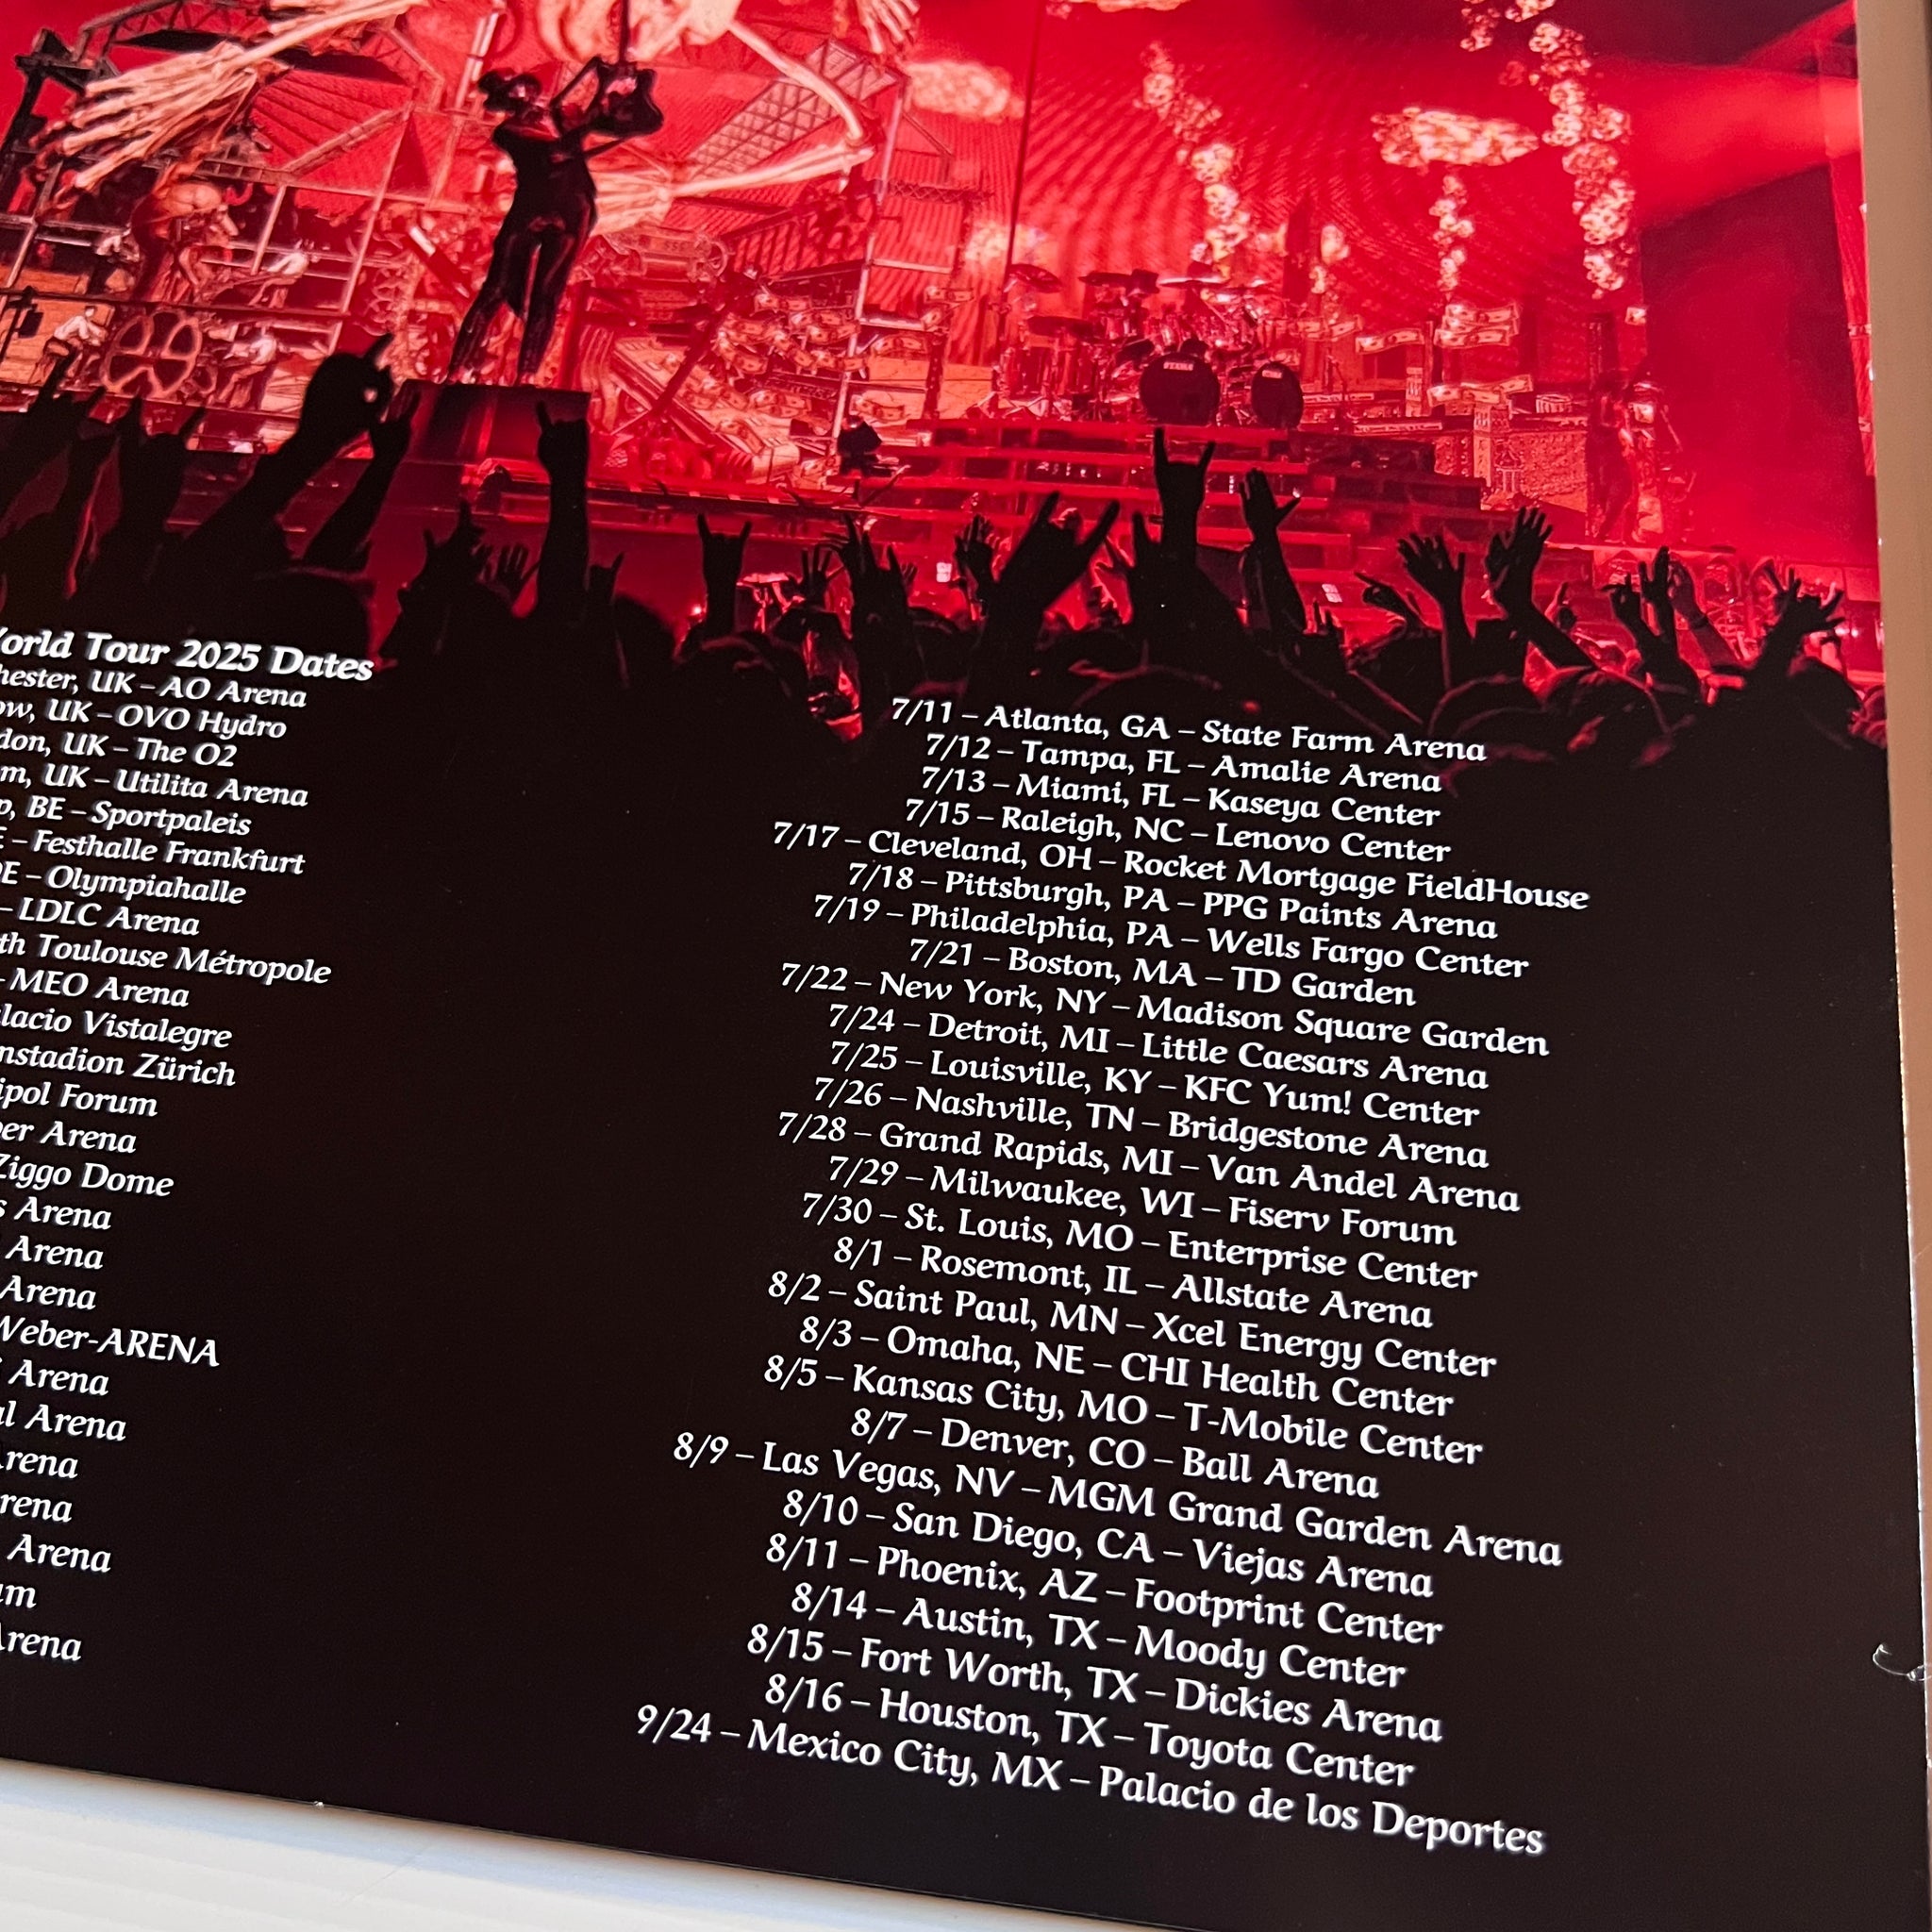 World Tour 2025 Dates
UK – AO Arena
UK – OVO Hydro
UK – The O2
UK – Utilita Arena
BE – Sportpaleis
– Festhalle Frankfurt
– Olympiahalle
– LDLC Arena
Toulouse Métropole
– MEO Arena
Vistalegre
Zürich
Forum
Arena
Ziggo Dome
Arena
Arena
Arena
Weber-ARENA
Arena
Arena
Arena
Arena
Arena
Arena
7/11 – Atlanta, GA – State Farm Arena
7/12 – Tampa, FL – Amalie Arena
7/13 – Miami, FL – Kaseya Center
7/15 – Raleigh, NC – Lenovo Center
7/17 – Cleveland, OH – Rocket Mortgage FieldHouse
7/18 – Pittsburgh, PA – PPG Paints Arena
7/19 – Philadelphia, PA – Wells Fargo Center
7/21 – Boston, MA – TD Garden
7/22 – New York, NY – Madison Square Garden
7/24 – Detroit, MI – Little Caesars Arena
7/25 – Louisville, KY – KFC Yum! Center
7/26 – Nashville, TN – Bridgestone Arena
7/28 – Grand Rapids, MI – Van Andel Arena
7/29 – Milwaukee, WI – Fiserv Forum
7/30 – St. Louis, MO – Enterprise Center
8/1 – Rosemont, IL – Allstate Arena
8/2 – Saint Paul, MN – Xcel Energy Center
8/3 – Omaha, NE – CHI Health Center
8/5 – Kansas City, MO – T-Mobile Center
8/7 – Denver, CO – Ball Arena
8/9 – Las Vegas, NV – MGM Grand Garden Arena
8/10 – San Diego, CA – Viejas Arena
8/11 – Phoenix, AZ – Footprint Center
8/14 – Austin, TX – Moody Center
8/15 – Fort Worth, TX – Dickies Arena
8/16 – Houston, TX – Toyota Center
9/24 – Mexico City, MX – Palacio de los Deportes